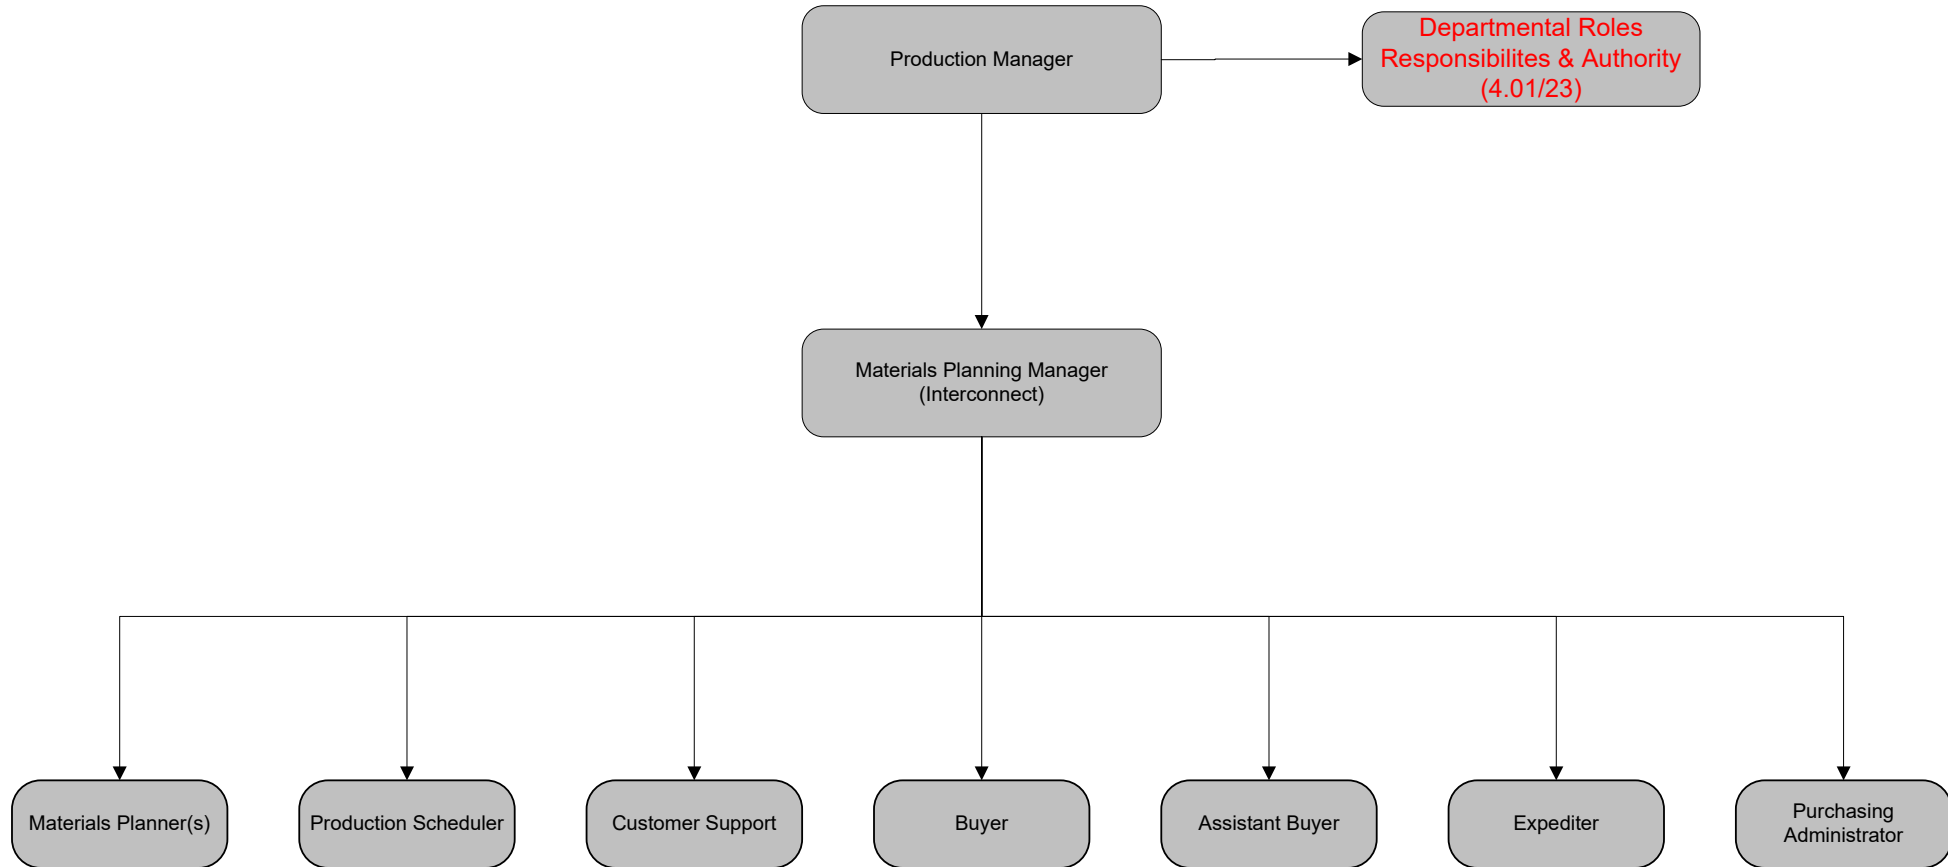 Production Manager
Departmental Roles
Responsibilites & Authority
(4.01/23)
Materials Planning Manager
(Interconnect)
Materials Planner(s)
Production Scheduler
Customer Support
Buyer
Assistant Buyer
Expediter
Purchasing
Administrator